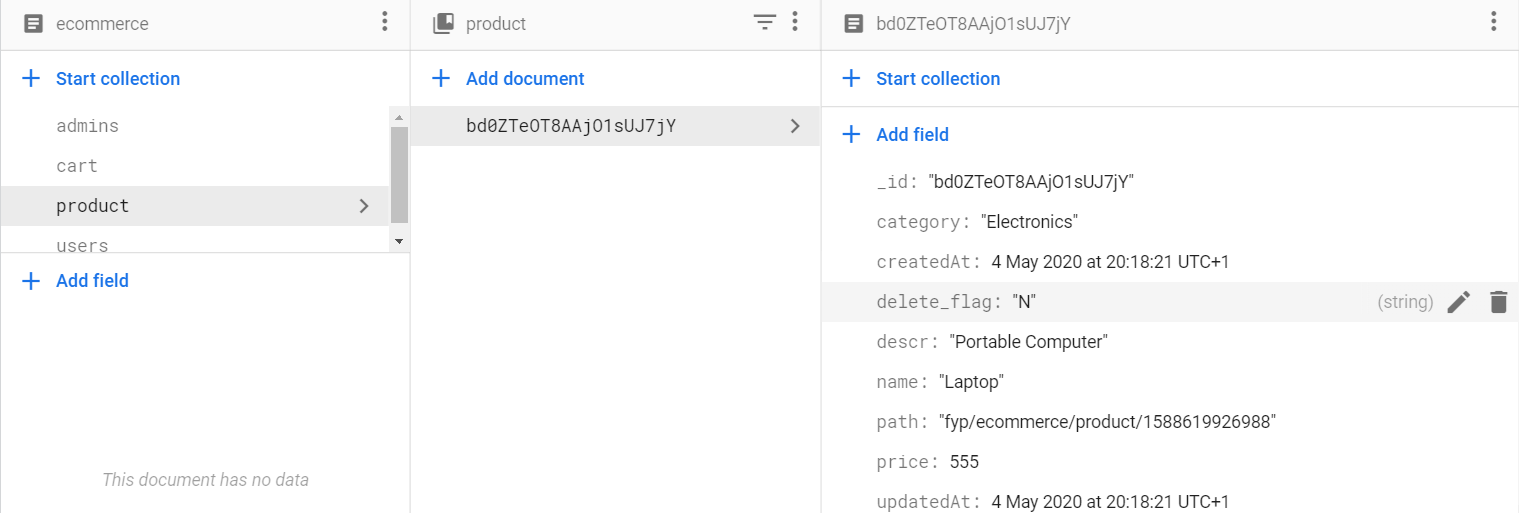 ecommerce
Start collection
admins
cart
product
users
Add field
This document has no data
product
Add document
bd0ZTeOT8AAjO1sUJ7jY
bd0ZTeOT8AAjO1sUJ7jY
Start collection
Add field
_id: "bd0ZTeOT8AAjO1sUJ7jY"
category: "Electronics"
createdAt: 4 May 2020 at 20:18:21 UTC+1
delete_flag: "N" (string)
descr: "Portable Computer"
name: "Laptop"
path: "fyp/ecommerce/product/1588619926988"
price: 555
updatedAt: 4 May 2020 at 20:18:21 UTC+1